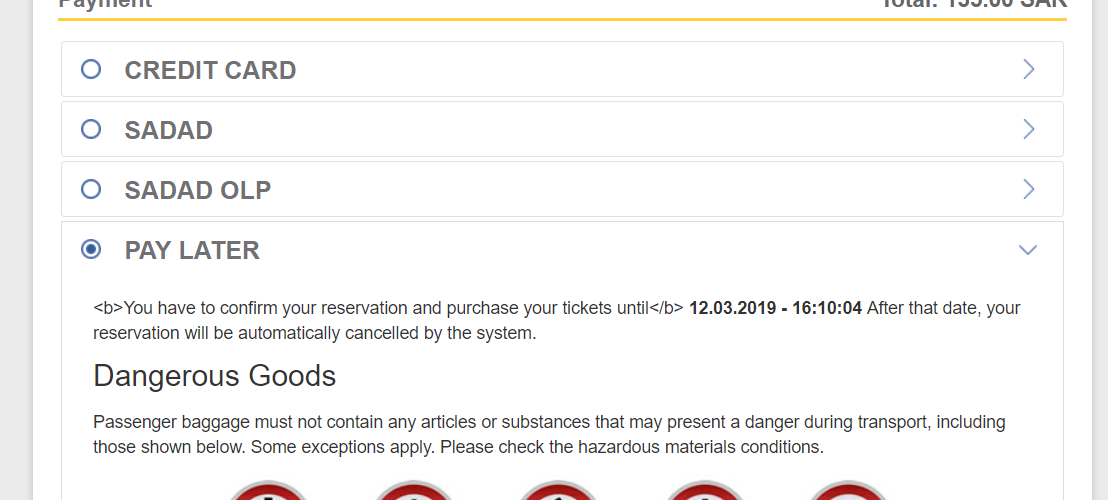 Payment Total: 155.00 SAR
CREDIT CARD
SADAD
SADAD OLP
PAY LATER
<b>You have to confirm your reservation and purchase your tickets until</b> 12.03.2019 - 16:10:04 After that date, your
reservation will be automatically cancelled by the system.
Dangerous Goods
Passenger baggage must not contain any articles or substances that may present a danger during transport, including
those shown below. Some exceptions apply. Please check the hazardous materials conditions.